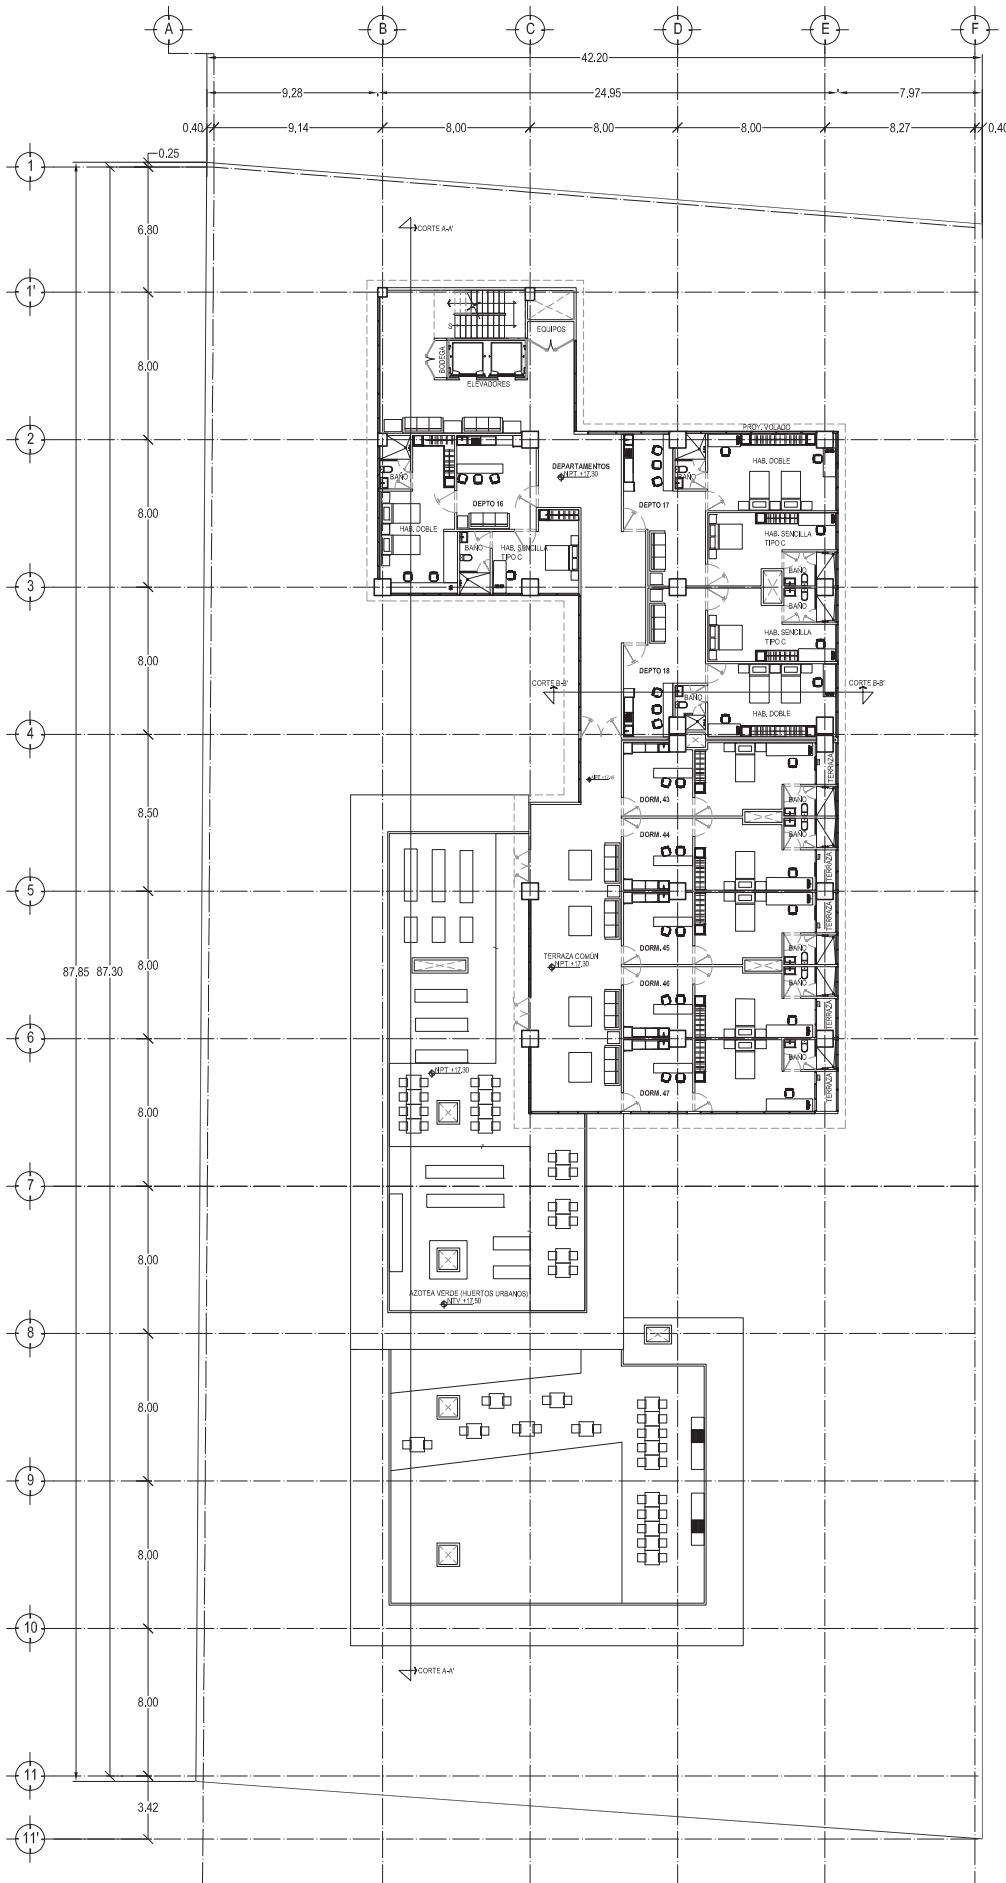 A B C D E F
42.20
9.28 24.95 7.97
0.40 9.14 8.00 8.00 8.00 8.27 0.40
0.25
1
CORTE A-A'
6.80
1'
EQUIPOS
BODEGA
ELEVADORES
8.00
2
PROY. VOLADO
DEPARTAMENTOS
NPT +17.30
HAB. DOBLE
BAÑO
BAÑO
DEPTO 16
DEPTO 17
8.00
HAB. DOBLE
BAÑO
HAB. SENCILLA
TIPO C
HAB. SENCILLA
TIPO C
BAÑO
3
BAÑO
HAB. SENCILLA
TIPO C
8.00
DEPTO 18
CORTE B-B'
CORTE B-B'
BAÑO
HAB. DOBLE
4
TERRAZA
DORM. 43
BAÑO
8.50
DORM. 44
BAÑO
TERRAZA
5
TERRAZA
DORM. 45
BAÑO
TERRAZA COMÚN
NPT +17.30
8.00
87.85 87.30
DORM. 46
BAÑO
TERRAZA
6
BAÑO
NPT +17.30
DORM. 47
TERRAZA
8.00
7
8.00
AZOTEA VERDE (HUERTOS URBANOS)
NTV +17.50
8
8.00
9
8.00
10
CORTE A-A'
8.00
11
3.42
11'